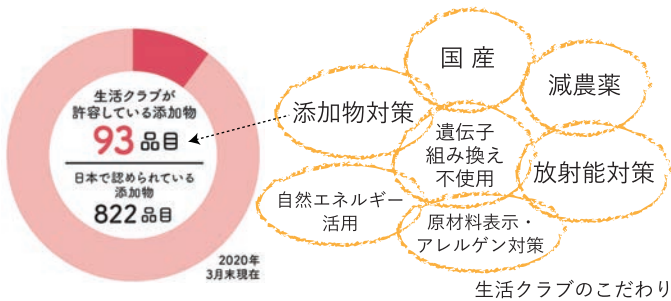 生活クラブが
許容している添加物
93品目
日本で認められている
添加物
822品目
2020年
3月末現在
国産
減農薬
添加物対策
遺伝子
組み換え
不使用
放射能対策
自然エネルギー
活用
原材料表示・
アレルゲン対策
生活クラブのこだわり